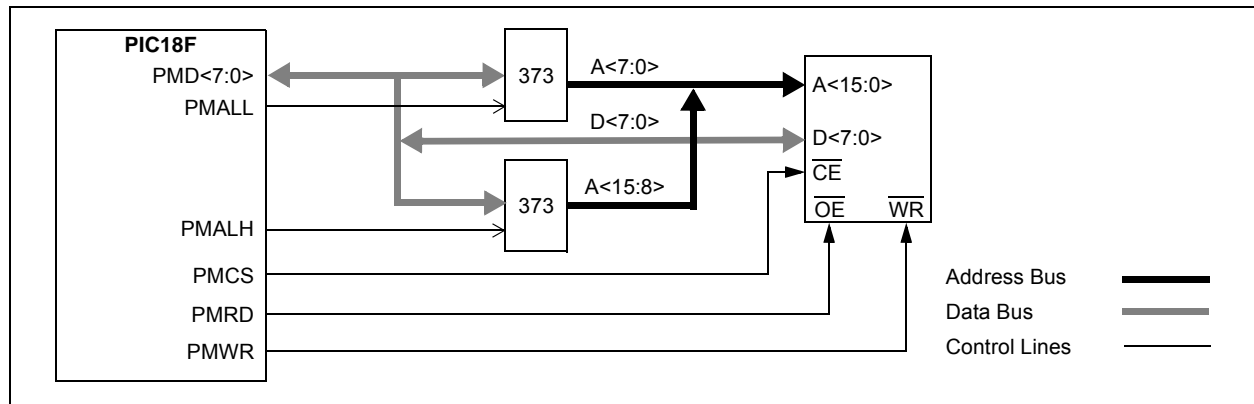 PIC18F
PMD<7:0>
PMALL
373
A<7:0>
A<15:0>
D<7:0>
D<7:0>
CE
373
A<15:8>
OE WR
PMALH
PMCS
PMRD
PMWR
Address Bus
Data Bus
Control Lines